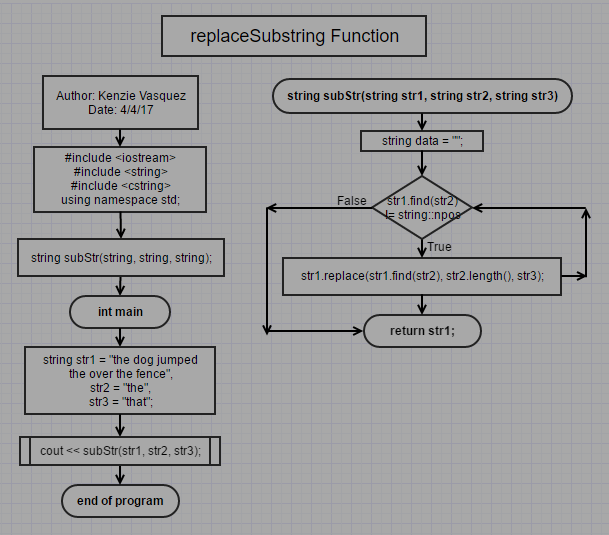 replaceSubstring Function
Author: Kenzie Vasquez
Date: 4/4/17
#include <iostream>
#include <string>
#include <cstring>
using namespace std;
string subStr(string, string, string);
int main
string str1 = "the dog jumped
the over the fence",
str2 = "the",
str3 = "that";
cout << subStr(str1, str2, str3);
end of program
string subStr(string str1, string str2, string str3)
string data = "";
str1.find(str2)
!= string::npos
False
True
str1.replace(str1.find(str2), str2.length(), str3);
return str1;